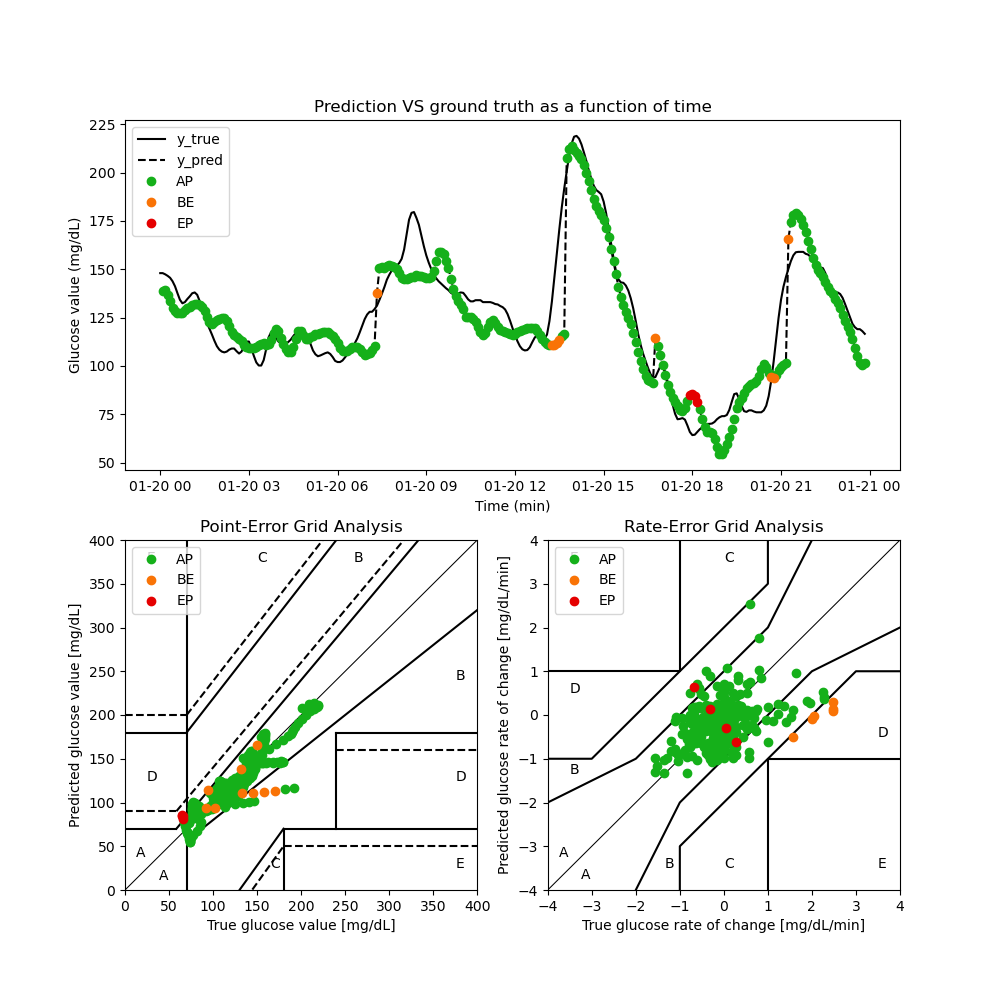 Prediction VS ground truth as a function of time
Glucose value (mg/dL)
225
200
175
150
125
100
75
50
y_true
y_pred
AP
BE
EP
01-20 00 01-20 03 01-20 06 01-20 09 01-20 12 01-20 15 01-20 18 01-20 21 01-21 00
Time (min)
Point-Error Grid Analysis
Predicted glucose value [mg/dL]
400
350
300
250
200
150
100
50
0
AP
BE
EP
C
B
B
D
D
A
A
C
E
0 50 100 150 200 250 300 350 400
True glucose value [mg/dL]
Rate-Error Grid Analysis
Predicted glucose rate of change [mg/dL/min]
4
3
2
1
0
−1
−2
−3
−4
AP
BE
EP
C
D
D
B
A
A
B
C
E
−4 −3 −2 −1 0 1 2 3 4
True glucose rate of change [mg/dL/min]